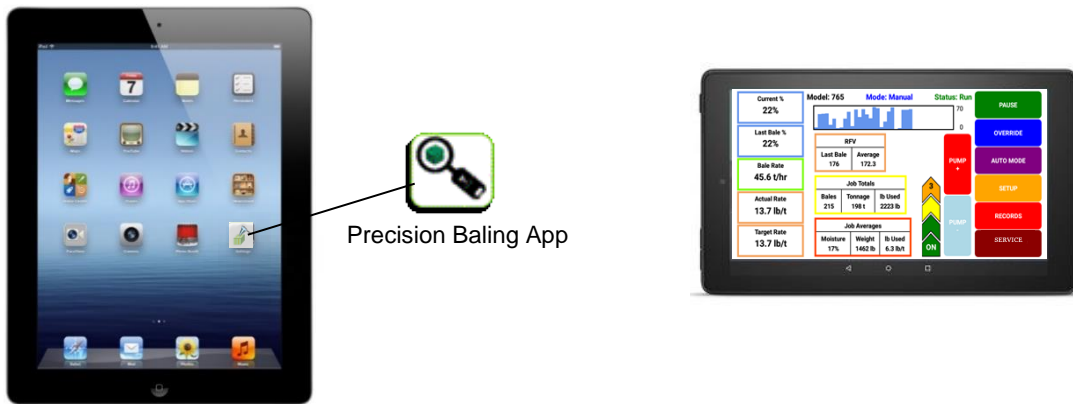 7
Precision Baling App
Current %
22%
Last Bale %
22%
Bale Rate
45.6 t/hr
Actual Rate
13.7 lb/t
Target Rate
13.7 lb/t
Model: 765 Mode: Manual Status: Run
70
0
RFV
Last Bale Average
176 172.3
Job Totals
Bales Tonnage lb Used
215 198 t 2223 lb
Job Averages
Moisture Weight lb Used
17% 1462 lb 6.3 lb/t
3
ON
PUMP
+
PUMP
-
PAUSE
OVERRIDE
AUTO MODE
SETUP
RECORDS
SERVICE